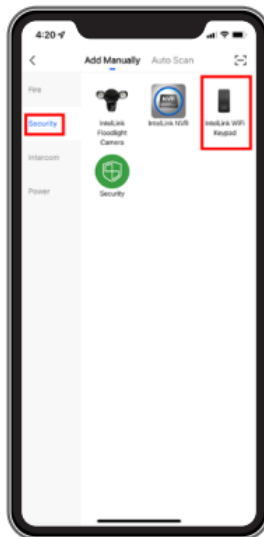 4:20
Add Manually Auto Scan
Fire
Security
Intercom
Power
IntelLink
Floodlight
Camera
NVR
IntelLink NVR
IntelLink WiFi
Keypad
Security